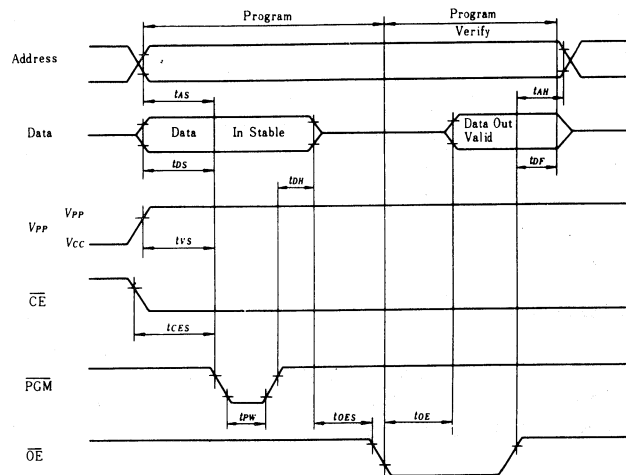 Program Program
Verify
Address
tAS tAH
Data Data In Stable Data Out
Valid
tDS tDF
tDH
VPP
VPP
VCC
tVS
CE
tCES
PGM
tPW tOES tOE
OE